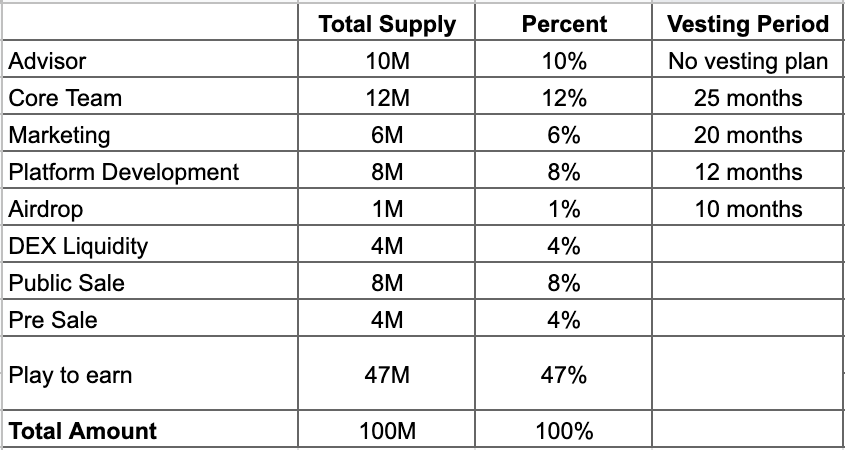 Total Supply Percent Vesting Period
Advisor 10M 10% No vesting plan
Core Team 12M 12% 25 months
Marketing 6M 6% 20 months
Platform Development 8M 8% 12 months
Airdrop 1M 1% 10 months
DEX Liquidity 4M 4%
Public Sale 8M 8%
Pre Sale 4M 4%
Play to earn 47M 47%
Total Amount 100M 100%